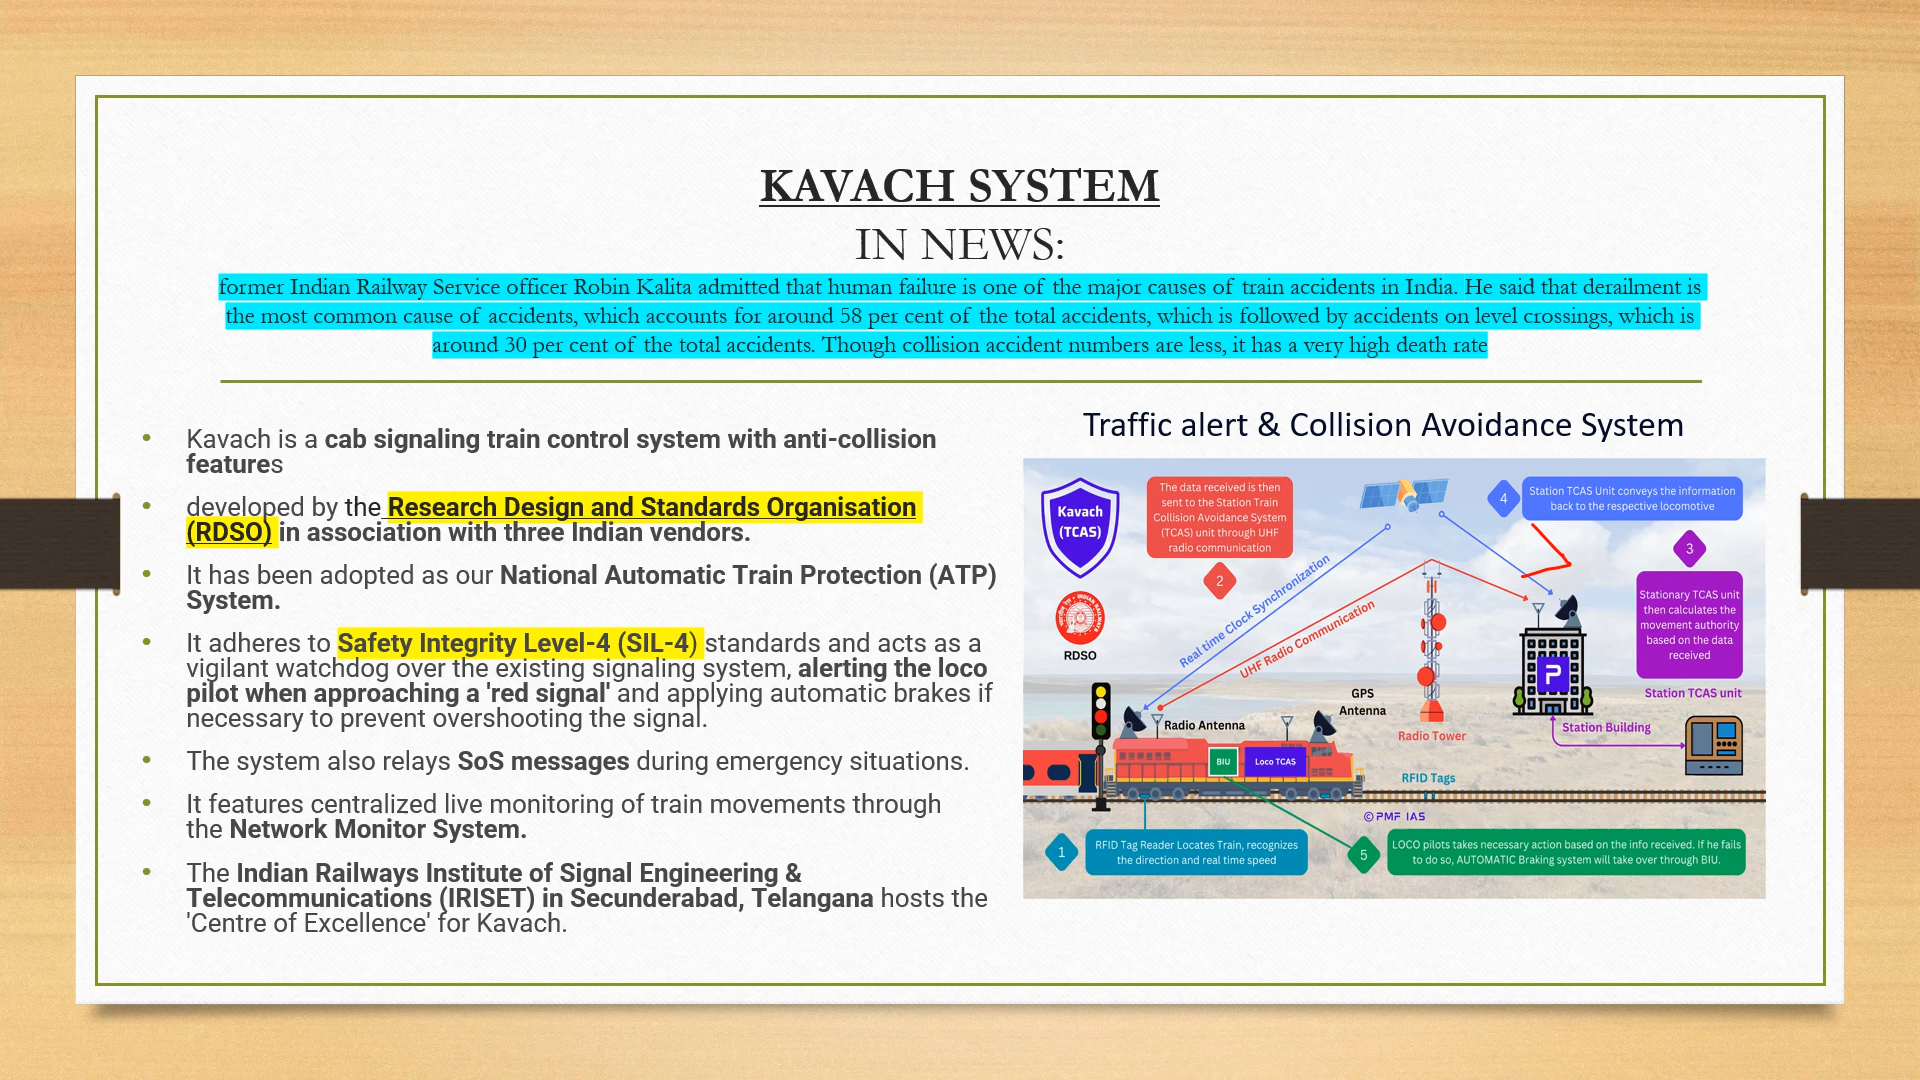 KAVACH SYSTEM
IN NEWS:
former Indian Railway Service officer Robin Kalita admitted that human failure is one of the major causes of train accidents in India. He said that derailment is
the most common cause of accidents, which accounts for around 58 per cent of the total accidents, which is followed by accidents on level crossings, which is
around 30 per cent of the total accidents. Though collision accident numbers are less, it has a very high death rate
• Kavach is a cab signaling train control system with anti-collision
features
• developed by the Research Design and Standards Organisation
(RDSO) in association with three Indian vendors.
• It has been adopted as our National Automatic Train Protection (ATP)
System.
• It adheres to Safety Integrity Level-4 (SIL-4) standards and acts as a
vigilant watchdog over the existing signaling system, alerting the loco
pilot when approaching a 'red signal' and applying automatic brakes if
necessary to prevent overshooting the signal.
• The system also relays SoS messages during emergency situations.
• It features centralized live monitoring of train movements through
the Network Monitor System.
• The Indian Railways Institute of Signal Engineering &
Telecommunications (IRISET) in Secunderabad, Telangana hosts the
'Centre of Excellence' for Kavach.
Traffic alert & Collision Avoidance System
Kavach
(TCAS)
RDSO
The data received is then
sent to the Station Train
Collision Avoidance System
(TCAS) unit through UHF
radio communication
2
4
Station TCAS Unit conveys the information
back to the respective locomotive
3
Stationary TCAS unit
then calculates the
movement authority
based on the data
received
Station TCAS unit
Real time Clock Synchronization
UHF Radio Communication
GPS
Antenna
Radio Antenna
Radio Tower
P
Station Building
BIU
Loco TCAS
RFID Tags
© PMF IAS
1
RFID Tag Reader Locates Train, recognizes
the direction and real time speed
5
LOCO pilots takes necessary action based on the info received. If he fails
to do so, AUTOMATIC Braking system will take over through BIU.